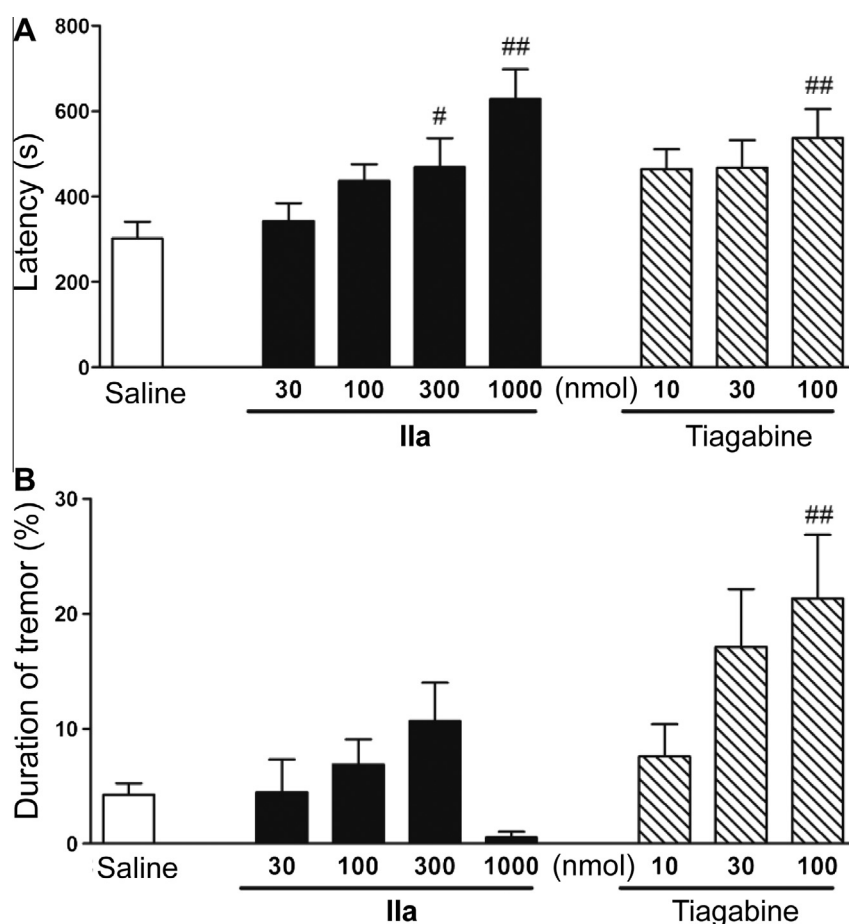 A
Latency (s)
800
600
400
200
0
#
##
##
Saline
30 100 300 1000 (nmol) 10 30 100
IIa
Tiagabine
B
Duration of tremor (%)
30
20
10
0
##
Saline
30 100 300 1000 (nmol) 10 30 100
IIa
Tiagabine